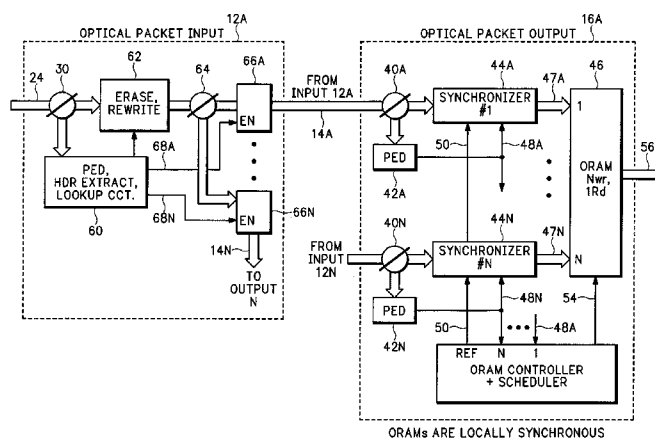 OPTICAL PACKET INPUT
12A
24
30
62
ERASE, REWRITE
64
66A
EN
68A
PED, HDR EXTRACT, LOOKUP CCT.
60
68N
EN
66N
14N
TO OUTPUT N
FROM INPUT 12A
14A
OPTICAL PACKET OUTPUT
16A
40A
44A
SYNCHRONIZER #1
47A
46
1
50
48A
PED
42A
ORAM Nwr, 1Rd
56
FROM INPUT 12N
40N
44N
SYNCHRONIZER #N
47N
N
PED
42N
50
48N
48A
54
REF N 1
ORAM CONTROLLER + SCHEDULER
ORAMs ARE LOCALLY SYNCHRONOUS